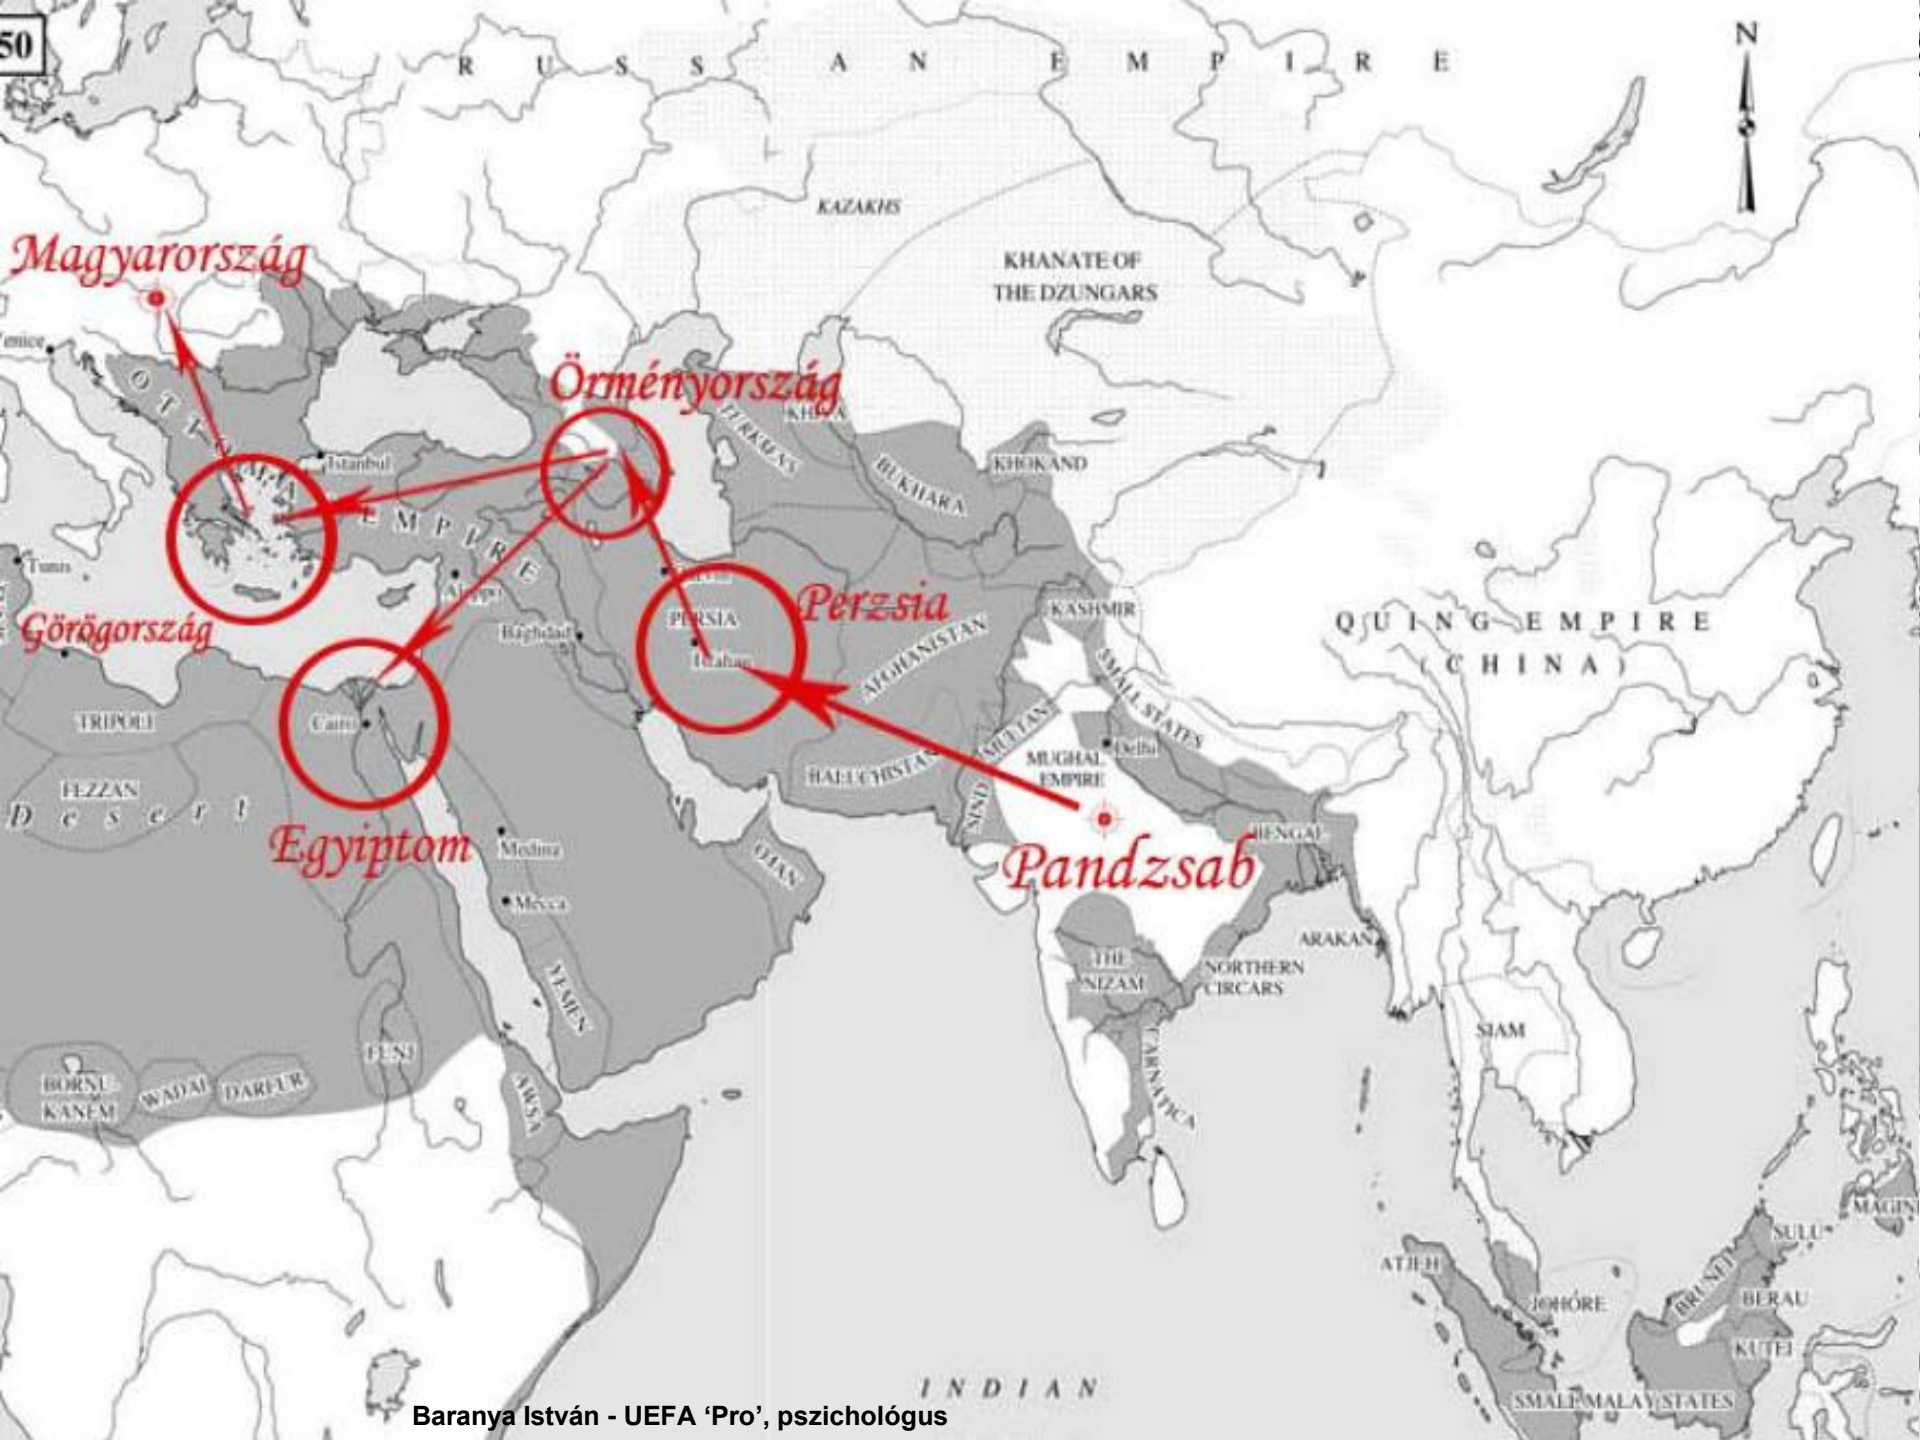 50
N
R U S S I A N E M P I R E
KAZAKHS
Magyarország
KHANATE OF
THE DZUNGARS
Örményország
KHIVA
TURKMENS
OTTOMAN
Istanbul
BUKHARA
KHOKAND
EMPIRE
Tunis
Aleppo
Görögország
Baghdad
PERSIA
Perzsia
KASHMIR
AFGHANISTAN
QUING EMPIRE
(CHINA)
SMALL STATES
TRIPOLI
Cairo
MULTAN
Delhi
MUGHAL
EMPIRE
BALUCHISTAN
SIND
FEZZAN
Desert
Egyiptom
Medina
Mecca
OMAN
BENGAL
Pandzsab
ARAKAN
THE
NIZAM
NORTHERN
CIRCARS
YEMEN
SIAM
CARNATICA
FUNJ
BORNU-
KANEM
WADAI
DARFUR
AWSA
ATJEH
JOHORE
BRUNEI
SULU
BERAU
KUTEI
SMALL MALAY STATES
INDIAN
Baranya István - UEFA ‘Pro’, pszichológus